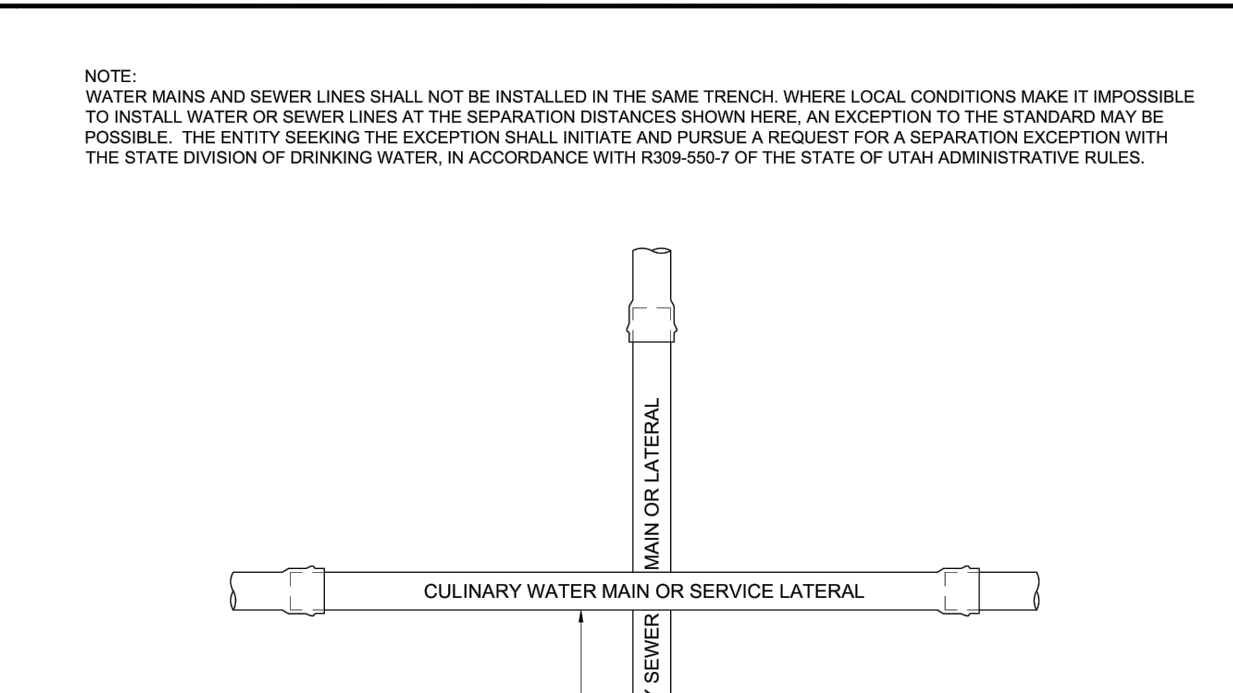 NOTE:
WATER MAINS AND SEWER LINES SHALL NOT BE INSTALLED IN THE SAME TRENCH. WHERE LOCAL CONDITIONS MAKE IT IMPOSSIBLE
TO INSTALL WATER OR SEWER LINES AT THE SEPARATION DISTANCES SHOWN HERE, AN EXCEPTION TO THE STANDARD MAY BE
POSSIBLE. THE ENTITY SEEKING THE EXCEPTION SHALL INITIATE AND PURSUE A REQUEST FOR A SEPARATION EXCEPTION WITH
THE STATE DIVISION OF DRINKING WATER, IN ACCORDANCE WITH R309-550-7 OF THE STATE OF UTAH ADMINISTRATIVE RULES.
SEWER MAIN OR LATERAL
CULINARY WATER MAIN OR SERVICE LATERAL